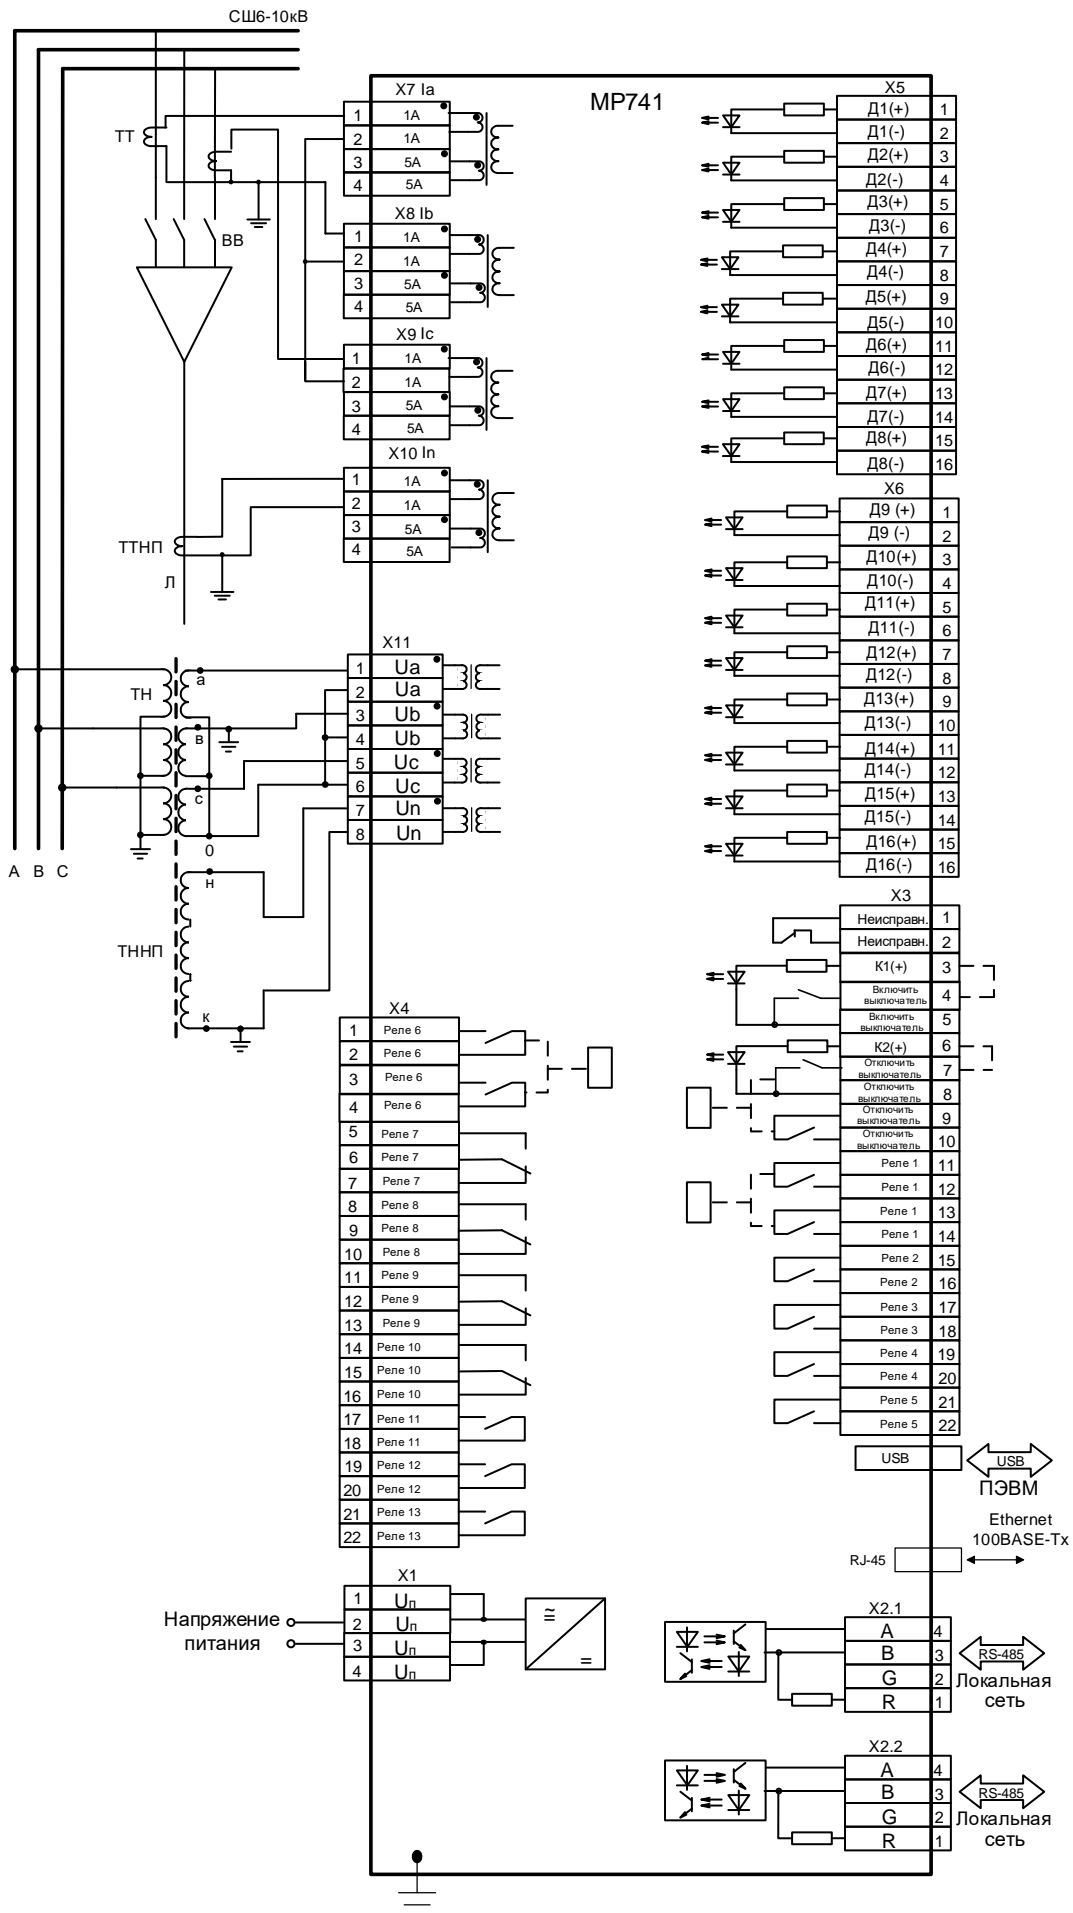 СШ6-10кВ
МР741
X7 Ia
1 1А
2 1А
3 5А
4 5А
ТТ
X8 Ib
1 1А
2 1А
3 5А
4 5А
ВВ
X9 Ic
1 1А
2 1А
3 5А
4 5А
X10 In
1 1А
2 1А
3 5А
4 5А
ТТНП
Л
X11
1 Ua
2 Ua
3 Ub
4 Ub
5 Uc
6 Uc
7 Un
8 Un
ТН
а
в
с
0
А В С
н
ТННП
к
X4
1 Реле 6
2 Реле 6
3 Реле 6
4 Реле 6
5 Реле 7
6 Реле 7
7 Реле 7
8 Реле 8
9 Реле 8
10 Реле 8
11 Реле 9
12 Реле 9
13 Реле 9
14 Реле 10
15 Реле 10
16 Реле 10
17 Реле 11
18 Реле 11
19 Реле 12
20 Реле 12
21 Реле 13
22 Реле 13
X1
1 Uп
2 Uп
3 Uп
4 Uп
Напряжение
питания
X5
Д1(+) 1
Д1(-) 2
Д2(+) 3
Д2(-) 4
Д3(+) 5
Д3(-) 6
Д4(+) 7
Д4(-) 8
Д5(+) 9
Д5(-) 10
Д6(+) 11
Д6(-) 12
Д7(+) 13
Д7(-) 14
Д8(+) 15
Д8(-) 16
X6
Д9 (+) 1
Д9 (-) 2
Д10(+) 3
Д10(-) 4
Д11(+) 5
Д11(-) 6
Д12(+) 7
Д12(-) 8
Д13(+) 9
Д13(-) 10
Д14(+) 11
Д14(-) 12
Д15(+) 13
Д15(-) 14
Д16(+) 15
Д16(-) 16
X3
Неисправн. 1
Неисправн. 2
К1(+) 3
Включить
выключатель 4
Включить
выключатель 5
К2(+) 6
Отключить
выключатель 7
Отключить
выключатель 8
Отключить
выключатель 9
Отключить
выключатель 10
Реле 1 11
Реле 1 12
Реле 1 13
Реле 1 14
Реле 2 15
Реле 2 16
Реле 3 17
Реле 3 18
Реле 4 19
Реле 4 20
Реле 5 21
Реле 5 22
USB
USB
ПЭВМ
Ethernet
100BASE-Tx
RJ-45
X2.1
A 4
B 3
G 2
R 1
RS-485
Локальная
сеть
X2.2
A 4
B 3
G 2
R 1
RS-485
Локальная
сеть